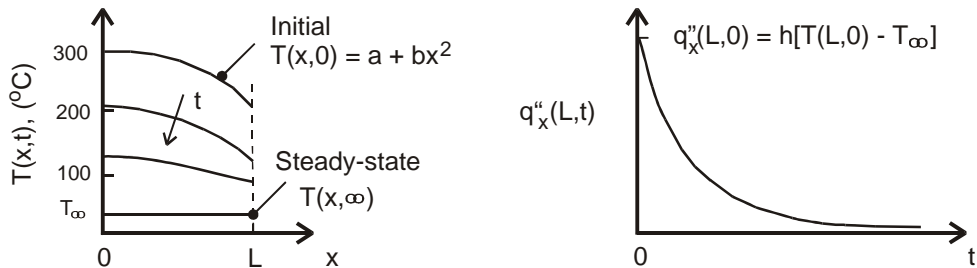 T(x,t), (°C)
300
200
100
T∞
Initial
T(x,0) = a + bx²
t
Steady-state
T(x,∞)
0
L
x
q"x(L,t)
q"x(L,0) = h[T(L,0) - T∞]
0
t